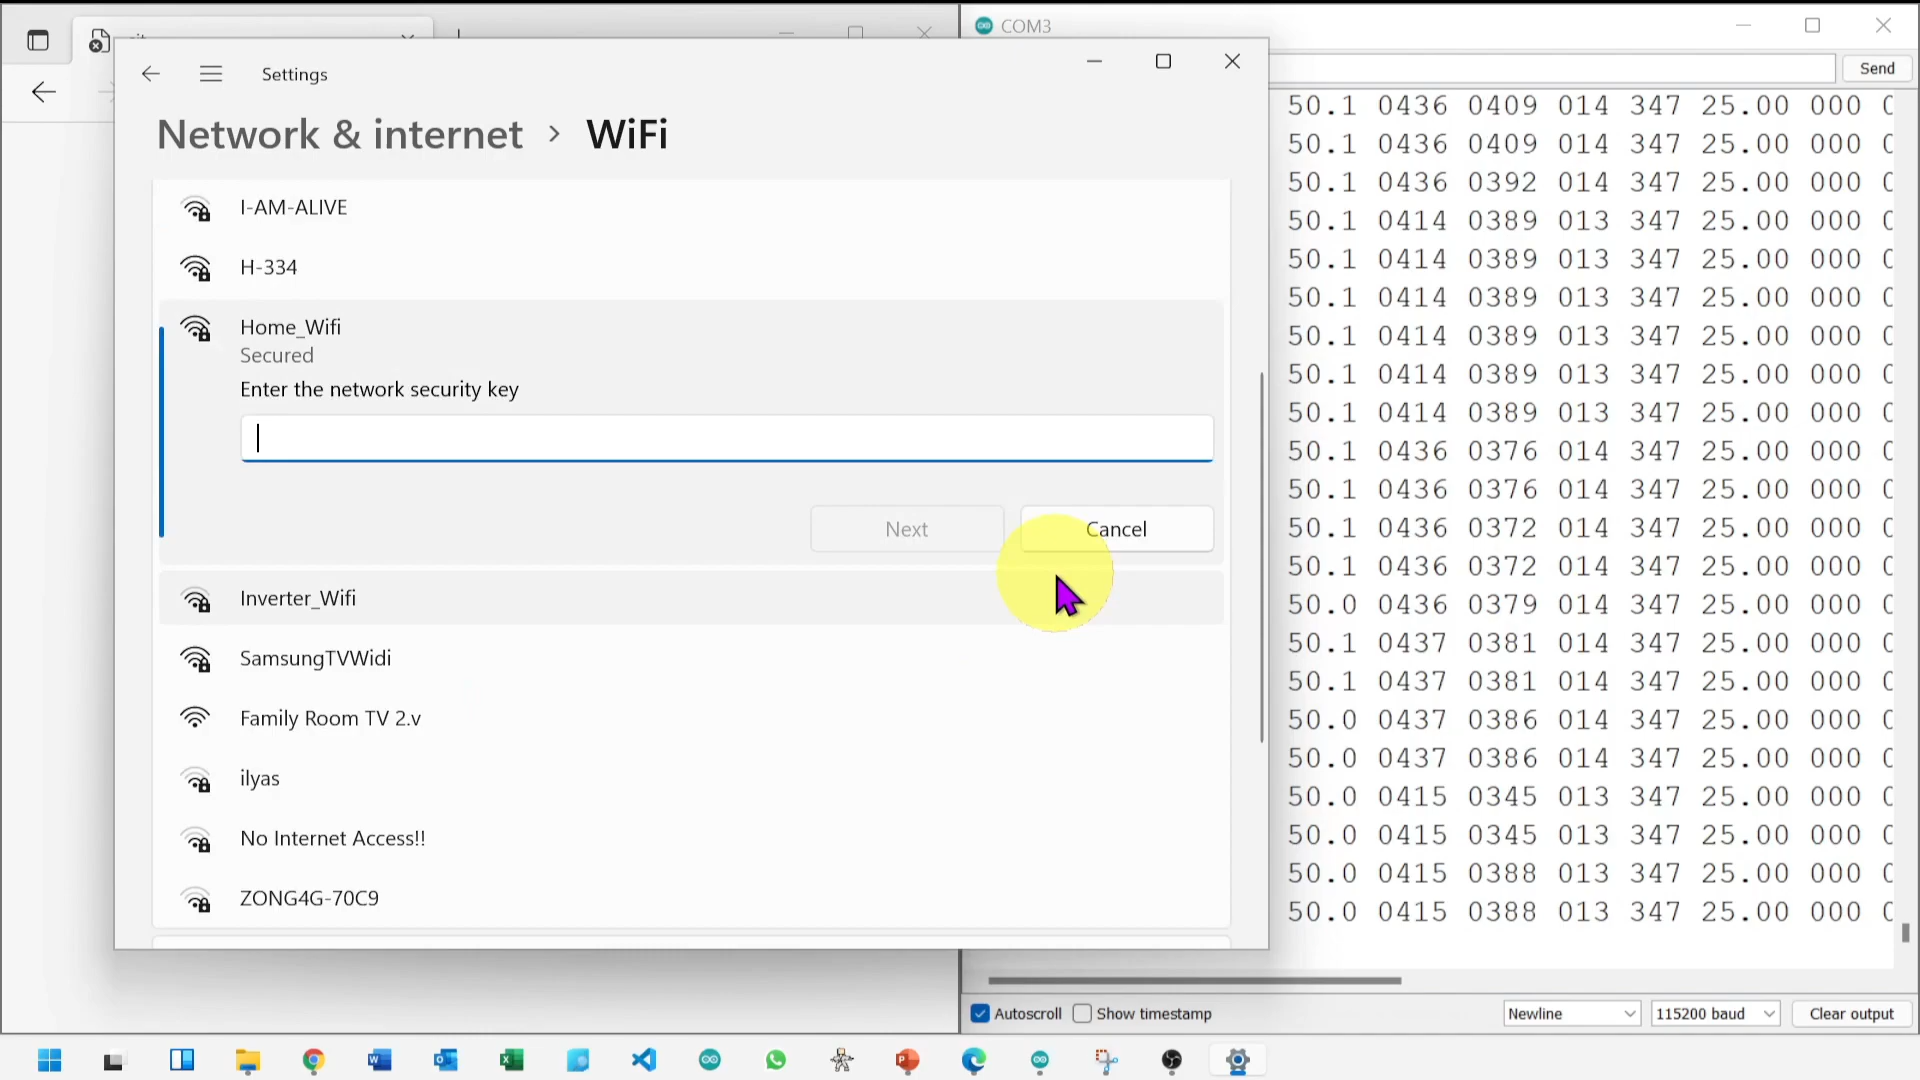 COM3
Settings
Send
Network & internet > WiFi
I-AM-ALIVE
H-334
Home_Wifi
Secured
Enter the network security key
Next
Cancel
Inverter_Wifi
SamsungTVWidi
Family Room TV 2.v
ilyas
No Internet Access!!
ZONG4G-70C9
50.1 0436 0409 014 347 25.00 000
50.1 0436 0409 014 347 25.00 000
50.1 0436 0392 014 347 25.00 000
50.1 0414 0389 013 347 25.00 000
50.1 0414 0389 013 347 25.00 000
50.1 0414 0389 013 347 25.00 000
50.1 0414 0389 013 347 25.00 000
50.1 0414 0389 013 347 25.00 000
50.1 0414 0389 013 347 25.00 000
50.1 0436 0376 014 347 25.00 000
50.1 0436 0376 014 347 25.00 000
50.1 0436 0372 014 347 25.00 000
50.1 0436 0372 014 347 25.00 000
50.0 0436 0379 014 347 25.00 000
50.1 0437 0381 014 347 25.00 000
50.1 0437 0381 014 347 25.00 000
50.0 0437 0386 014 347 25.00 000
50.0 0437 0386 014 347 25.00 000
50.0 0415 0345 013 347 25.00 000
50.0 0415 0345 013 347 25.00 000
50.0 0415 0388 013 347 25.00 000
50.0 0415 0388 013 347 25.00 000
Autoscroll
Show timestamp
Newline
115200 baud
Clear output